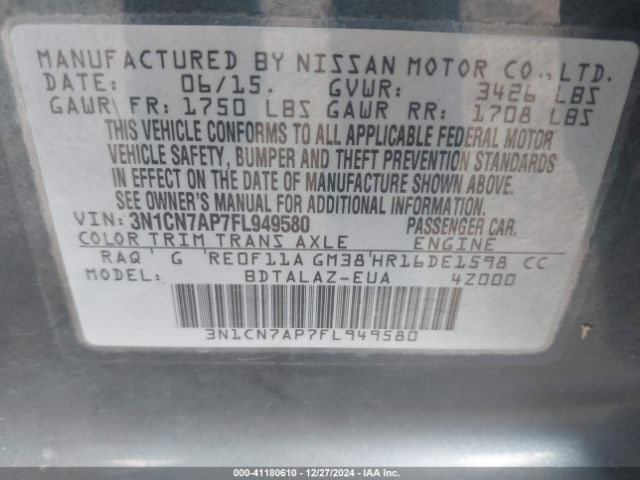 MANUFACTURED BY NISSAN MOTOR CO., LTD.
DATE: 06/15. GVWR: 3426 LBS
GAWR FR: 1750 LBS GAWR RR: 1708 LBS
THIS VEHICLE CONFORMS TO ALL APPLICABLE FEDERAL MOTOR
VEHICLE SAFETY, BUMPER AND THEFT PREVENTION STANDARDS
IN EFFECT ON THE DATE OF MANUFACTURE SHOWN ABOVE.
SEE OWNER'S MANUAL FOR ADDITIONAL INFORMATION.
VIN: 3N1CN7AP7FL949580 PASSENGER CAR.
COLOR TRIM TRANS AXLE ENGINE
RAQ G RE0F11A GM38 HR16DE1598 CC
MODEL: BDTALAZ-EUA 4Z000
3N1CN7AP7FL949580
000-41180610 - 12/27/2024 - IAAI.COM